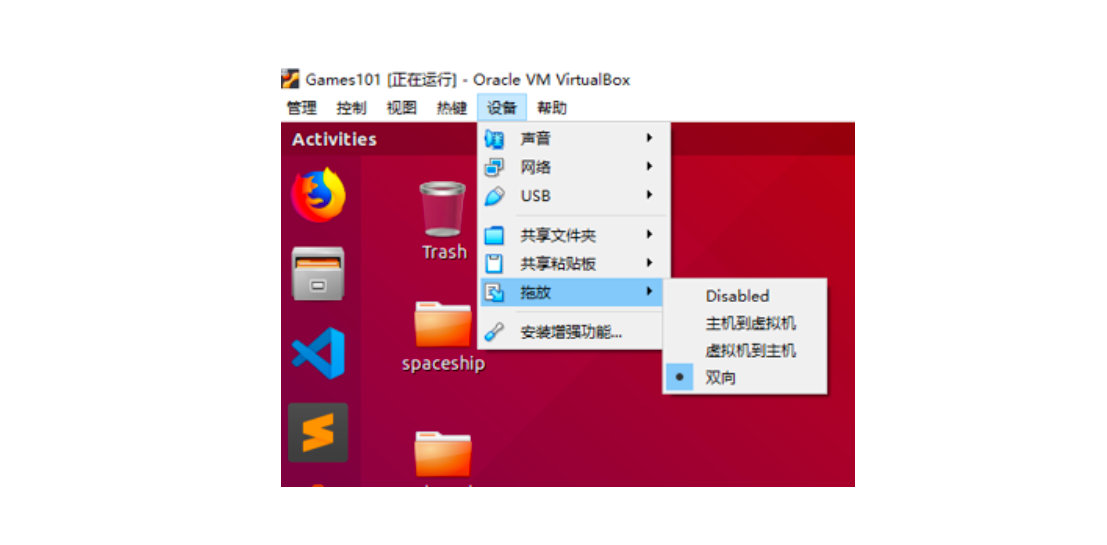 Games101 [正在运行] - Oracle VM VirtualBox
管理 控制 视图 热键 设备 帮助
Activities
声音
网络
USB
共享文件夹
共享粘贴板
拖放
安装增强功能...
Disabled
主机到虚拟机
虚拟机到主机
双向
Trash
spaceship